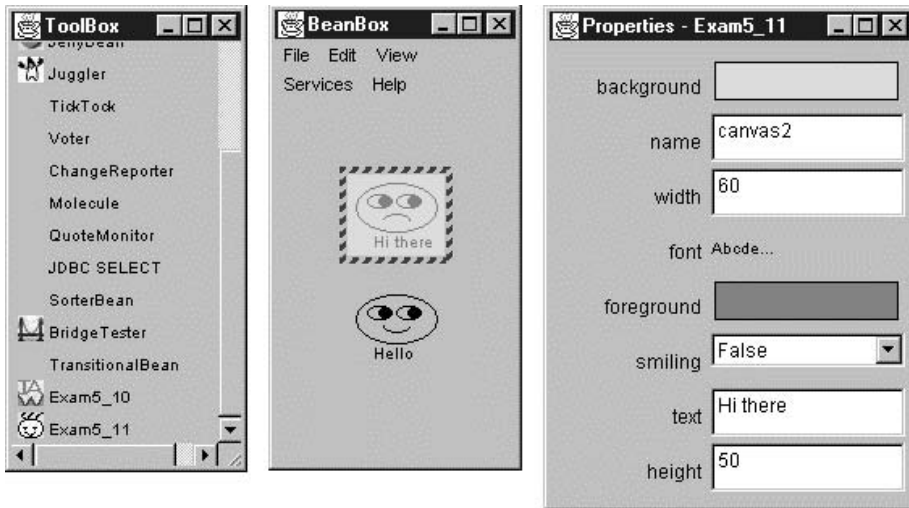 ToolBox
JellyBean
Juggler
TickTock
Voter
ChangeReporter
Molecule
QuoteMonitor
JDBC SELECT
SorterBean
BridgeTester
TransitionalBean
Exam5_10
Exam5_11
BeanBox
File Edit View
Services Help
Hi there
Hello
Properties - Exam5_11
background
name canvas2
width 60
font Abcde...
foreground
smiling False
text Hi there
height 50